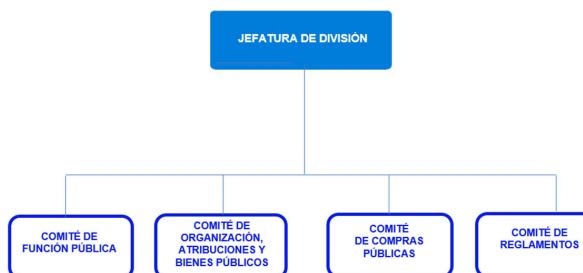 JEFATURA DE DIVISIÓN
COMITÉ DE
FUNCIÓN PÚBLICA
COMITÉ DE
ORGANIZACIÓN,
ATRIBUCIONES Y
BIENES PÚBLICOS
COMITÉ
DE COMPRAS
PÚBLICAS
COMITÉ DE
REGLAMENTOS